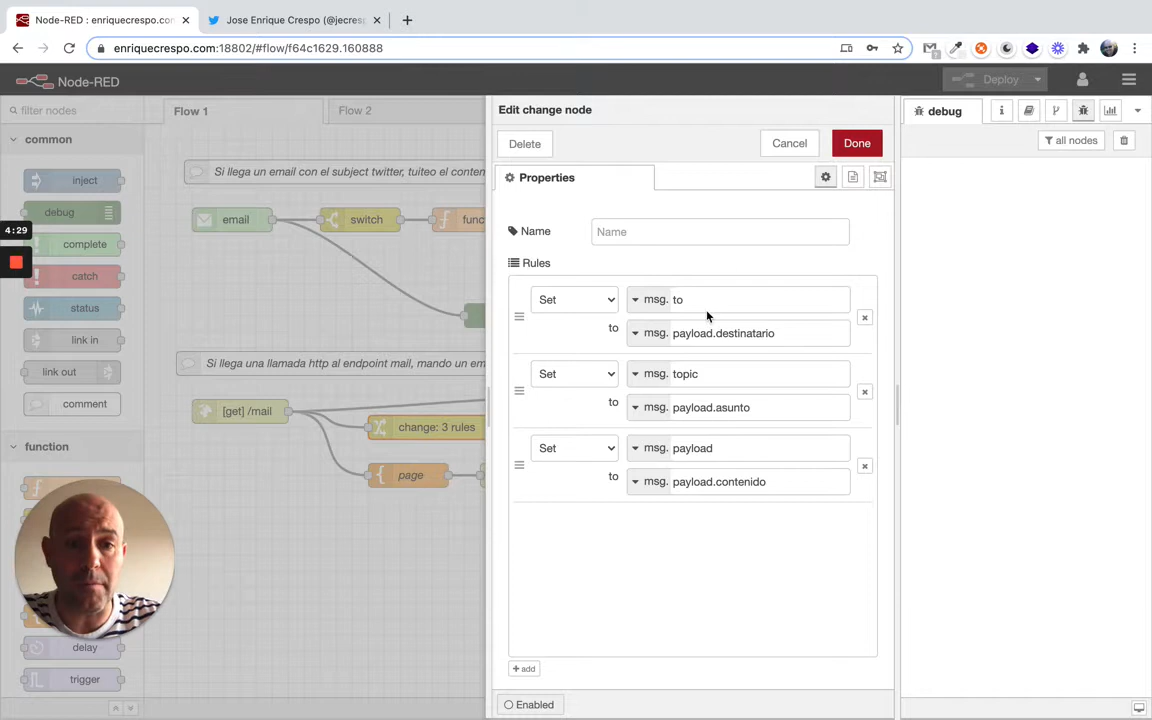 Node-RED : enriquecrespo.con
Jose Enrique Crespo (@jecresp
enriquecrespo.com:18802/#flow/f64c1629.160888
Node-RED
Deploy
filter nodes
Flow 1
Flow 2
Edit change node
debug
Delete
Cancel
Done
all nodes
common
Properties
Si llega un email con el subject twitter, tuiteo el conten
inject
debug
email
switch
func
Name
Name
4:29
complete
Rules
catch
Set
msg. to
to
msg. payload.destinatario
status
link in
Si llega una llamada http al endpoint mail, mando un em
Set
msg. topic
to
msg. payload.asunto
link out
comment
[get] /mail
change: 3 rules
function
Set
msg. payload
to
msg. payload.contenido
page
delay
trigger
add
Enabled